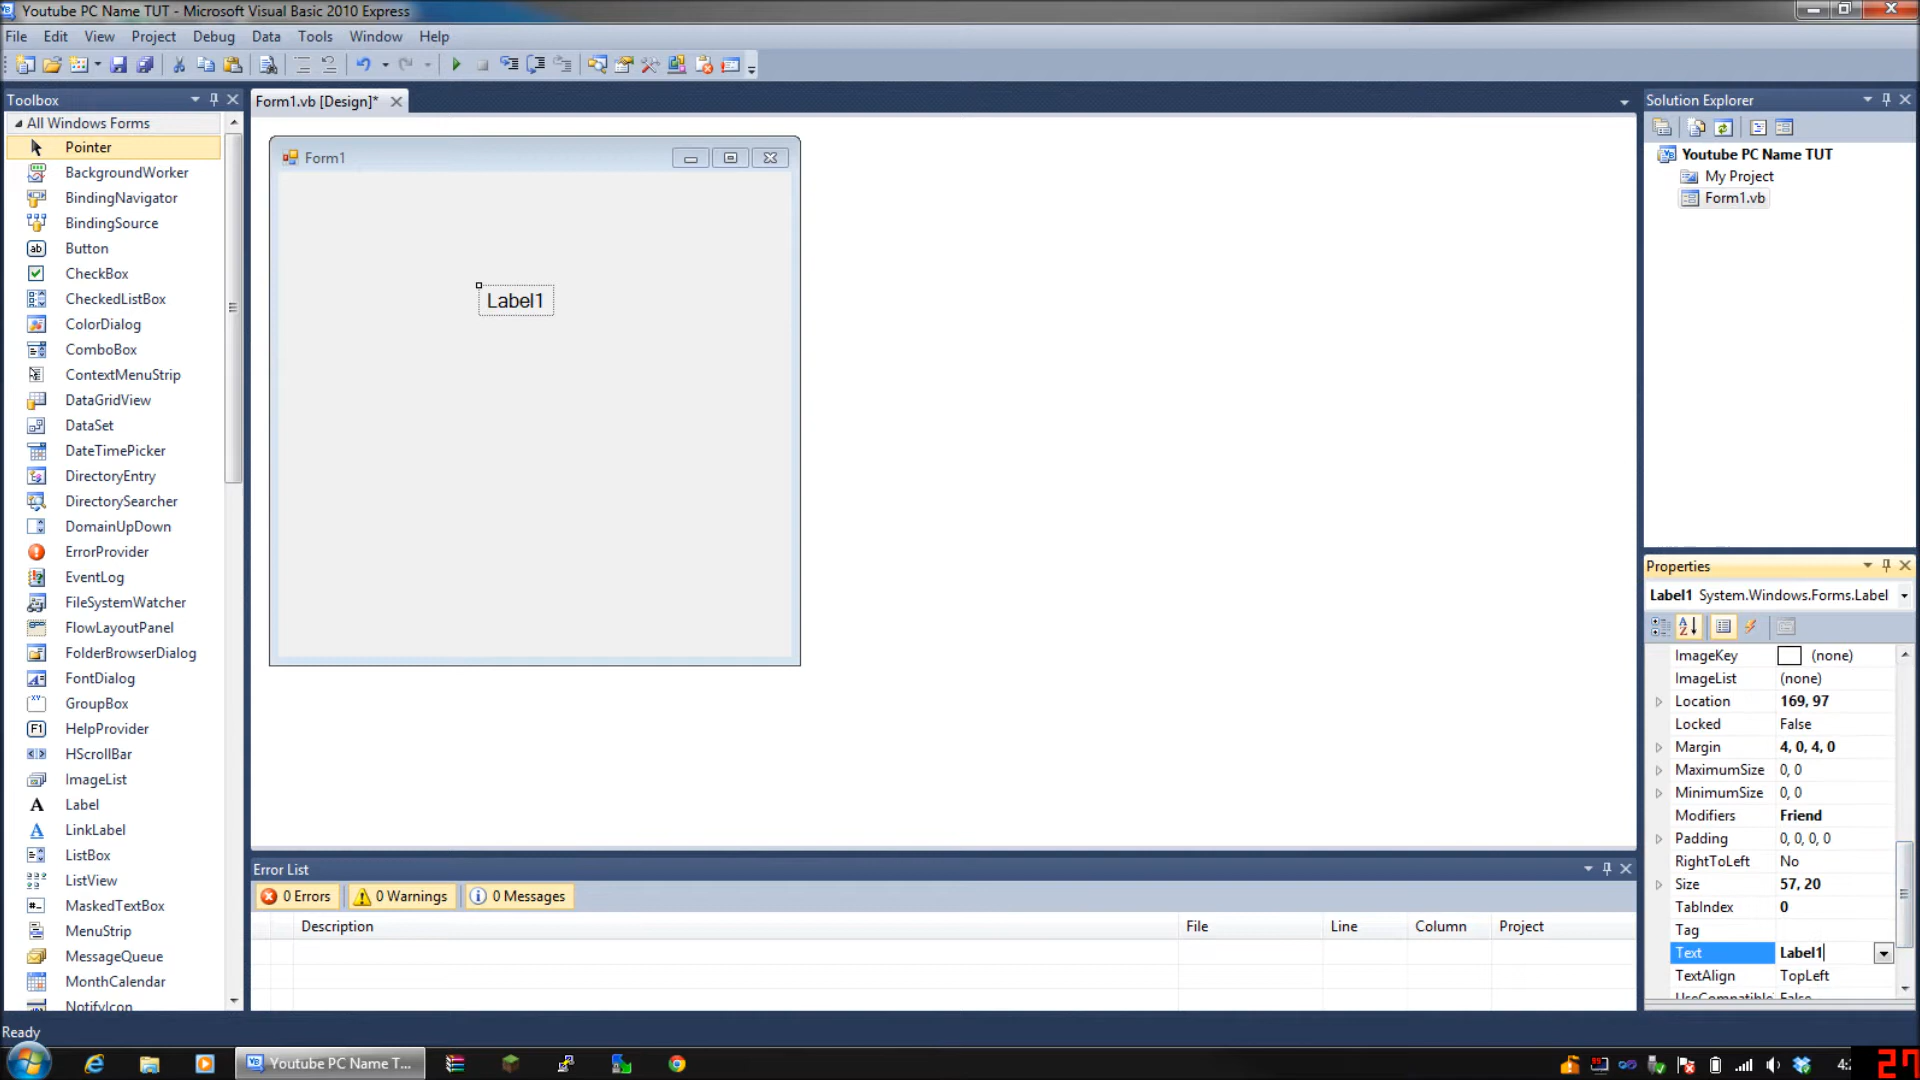 Youtube PC Name TUT - Microsoft Visual Basic 2010 Express
File Edit View Project Debug Data Tools Window Help
Toolbox
All Windows Forms
Pointer
BackgroundWorker
BindingNavigator
BindingSource
Button
CheckBox
CheckedListBox
ColorDialog
ComboBox
ContextMenuStrip
DataGridView
DataSet
DateTimePicker
DirectoryEntry
DirectorySearcher
DomainUpDown
ErrorProvider
EventLog
FileSystemWatcher
FlowLayoutPanel
FolderBrowserDialog
FontDialog
GroupBox
HelpProvider
HScrollBar
ImageList
Label
LinkLabel
ListBox
ListView
MaskedTextBox
MenuStrip
MessageQueue
MonthCalendar
NotifyIcon
Form1.vb [Design]*
Form1
Label1
Error List
0 Errors 0 Warnings 0 Messages
Description File Line Column Project
Solution Explorer
Youtube PC Name TUT
My Project
Form1.vb
Properties
Label1 System.Windows.Forms.Label
ImageKey (none)
ImageList (none)
Location 169, 97
Locked False
Margin 4, 0, 4, 0
MaximumSize 0, 0
MinimumSize 0, 0
Modifiers Friend
Padding 0, 0, 0, 0
RightToLeft No
Size 57, 20
TabIndex 0
Tag
Text Label1
TextAlign TopLeft
UseCompatible False
Ready
Youtube PC Name T...
4:
27